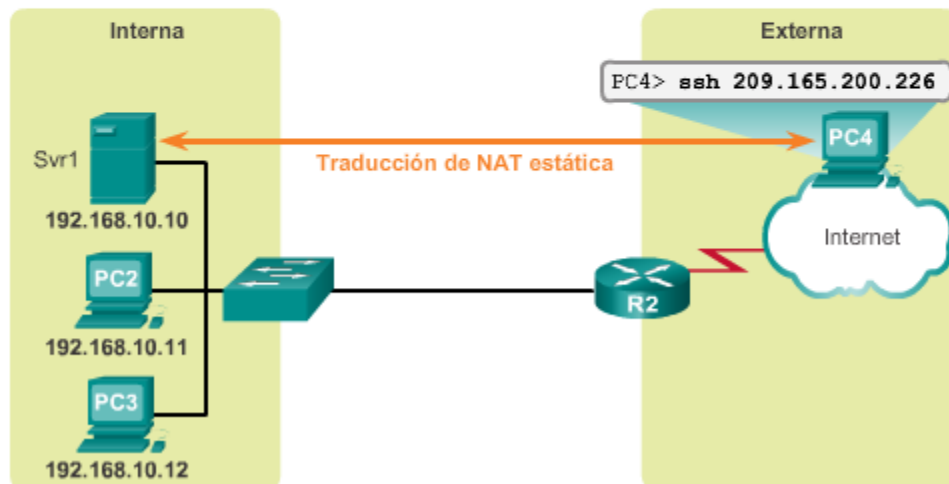 Interna
Externa
PC4> ssh 209.165.200.226
Svr1
Traducción de NAT estática
PC4
192.168.10.10
Internet
PC2
R2
192.168.10.11
PC3
192.168.10.12